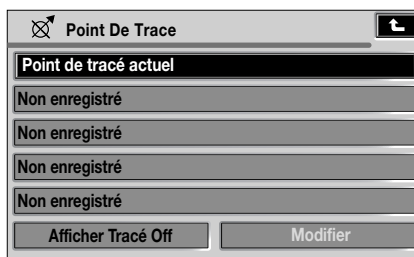 Point De Trace
Point de tracé actuel
Non enregistré
Non enregistré
Non enregistré
Non enregistré
Afficher Tracé Off Modifier